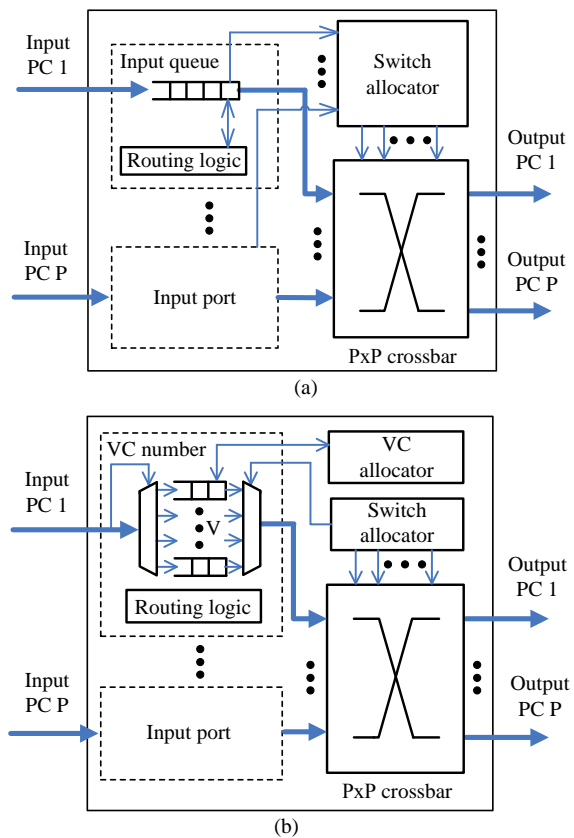 Input
PC 1
Input queue
Switch
allocator
Routing logic
Output
PC 1
Input
PC P
Input port
Output
PC P
PxP crossbar
(a)
VC number
VC
allocator
Input
PC 1
V
Switch
allocator
Routing logic
Output
PC 1
Input
PC P
Input port
Output
PC P
PxP crossbar
(b)